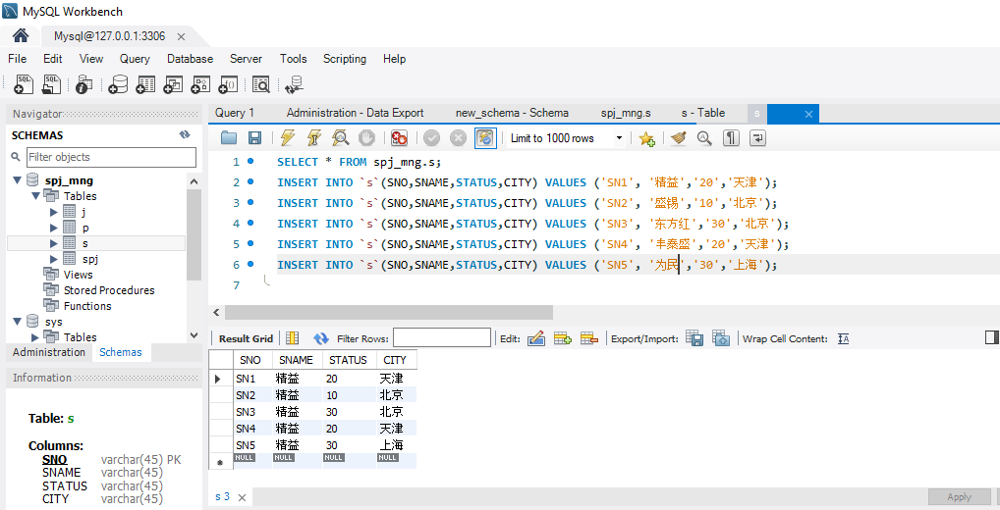 MySQL Workbench
Mysql@127.0.0.1:3306
File Edit View Query Database Server Tools Scripting Help
Navigator
SCHEMAS
Filter objects
spj_mng
Tables
j
p
s
spj
Views
Stored Procedures
Functions
sys
Tables
Administration Schemas
Information
Table: s
Columns:
SNO varchar(45) PK
SNAME varchar(45)
STATUS varchar(45)
CITY varchar(45)
Query 1 Administration - Data Export new_schema - Schema spj_mng.s s - Table s
Limit to 1000 rows
1 SELECT * FROM spj_mng.s;
2 INSERT INTO `s`(SNO,SNAME,STATUS,CITY) VALUES ('SN1', '精益','20','天津');
3 INSERT INTO `s`(SNO,SNAME,STATUS,CITY) VALUES ('SN2', '盛锡','10','北京');
4 INSERT INTO `s`(SNO,SNAME,STATUS,CITY) VALUES ('SN3', '东方红','30','北京');
5 INSERT INTO `s`(SNO,SNAME,STATUS,CITY) VALUES ('SN4', '丰泰盛','20','天津');
6 INSERT INTO `s`(SNO,SNAME,STATUS,CITY) VALUES ('SN5', '为民','30','上海');
7
Result Grid Filter Rows: Edit: Export/Import: Wrap Cell Content:
SNO SNAME STATUS CITY
SN1 精益 20 天津
SN2 精益 10 北京
SN3 精益 30 北京
SN4 精益 20 天津
SN5 精益 30 上海
NULL NULL NULL NULL
s 3
Apply